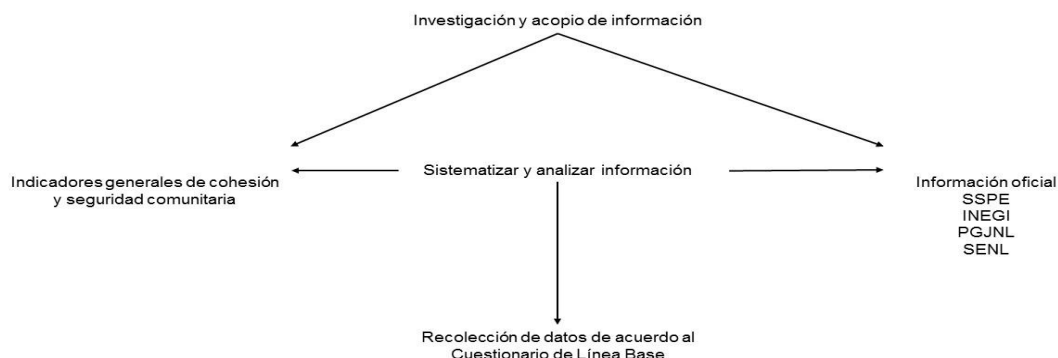 Investigación y acopio de información
Indicadores generales de cohesión
y seguridad comunitaria
Sistematizar y analizar información
Información oficial
SSPE
INEGI
PGJNL
SENL
Recolección de datos de acuerdo al
Cuestionario de Línea Base